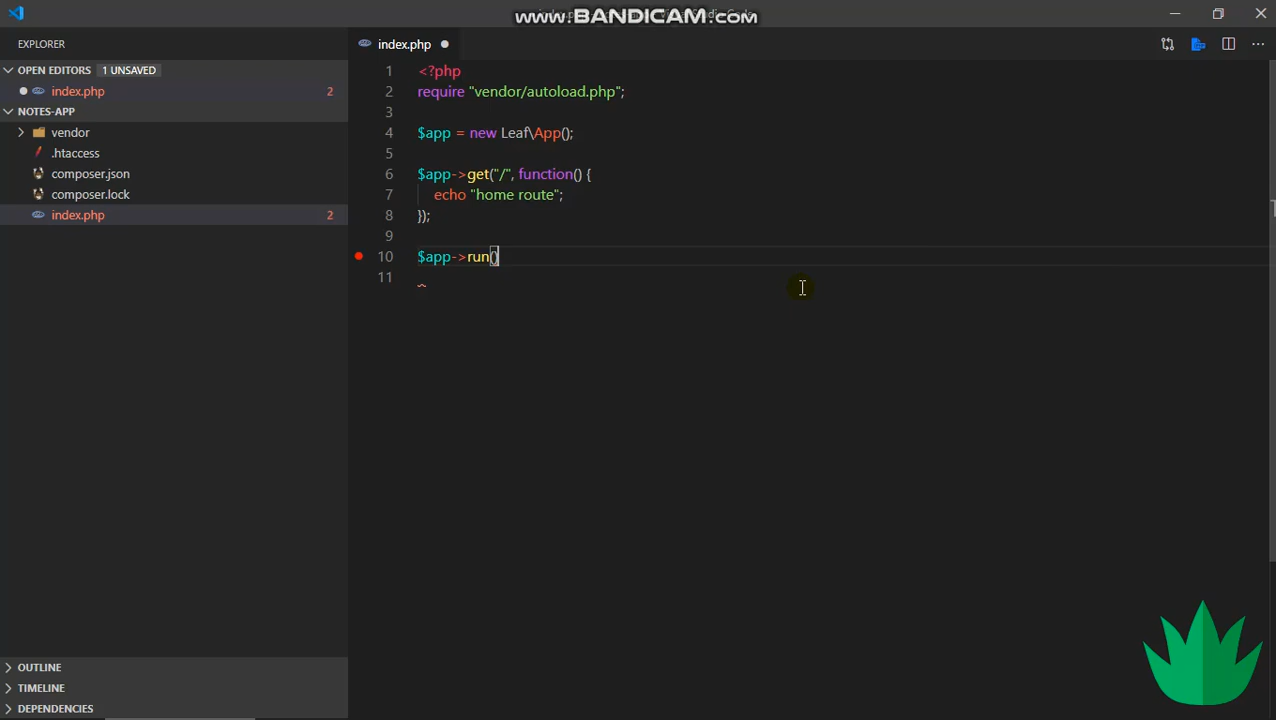 www.BANDICAM.com
EXPLORER
index.php
OPEN EDITORS 1 UNSAVED
index.php 2
NOTES-APP
vendor
.htaccess
composer.json
composer.lock
index.php 2
1 <?php
2 require "vendor/autoload.php";
3
4 $app = new Leaf\App();
5
6 $app->get("/", function() {
7 echo "home route";
8 });
9
10 $app->run()
11
OUTLINE
TIMELINE
DEPENDENCIES